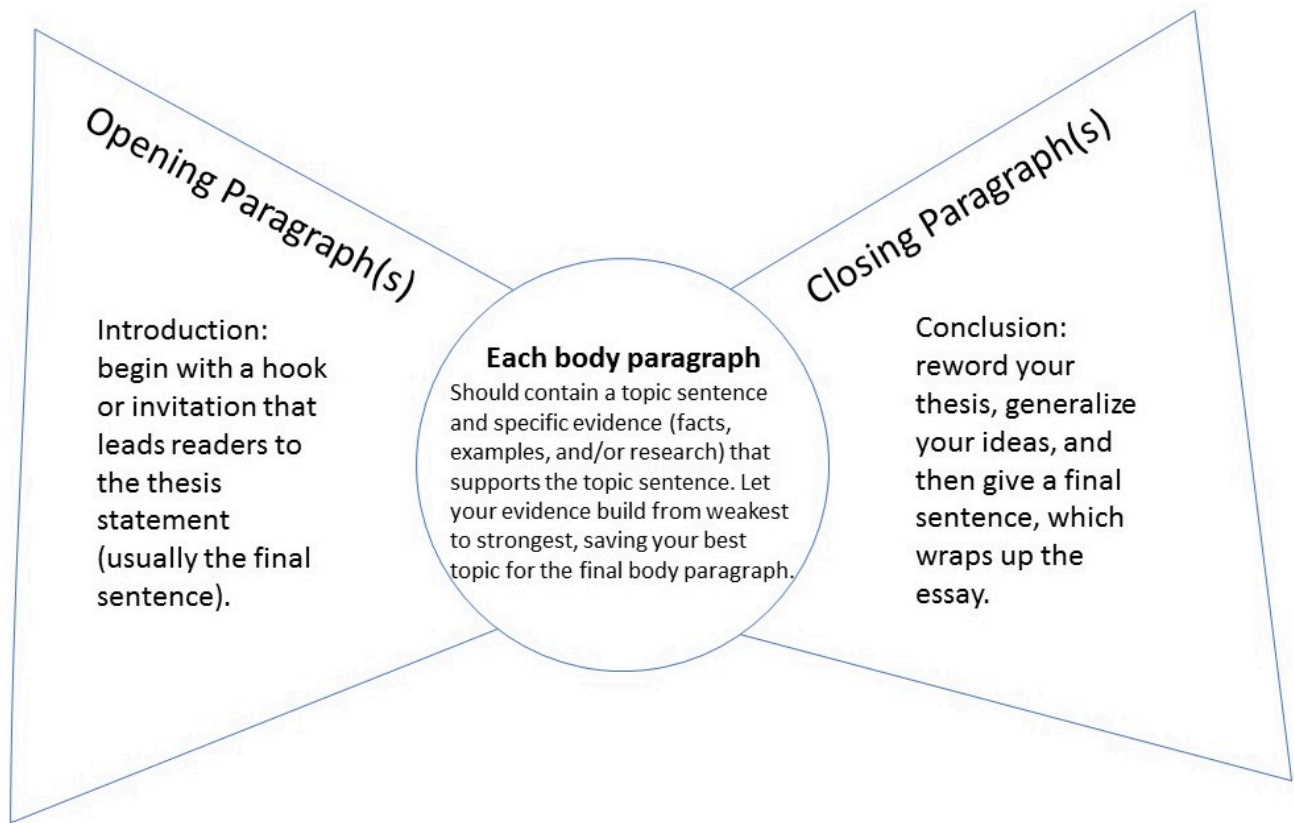 Opening Paragraph(s)
Introduction:
begin with a hook
or invitation that
leads readers to
the thesis
statement
(usually the final
sentence).
Each body paragraph
Should contain a topic sentence
and specific evidence (facts,
examples, and/or research) that
supports the topic sentence. Let
your evidence build from weakest
to strongest, saving your best
topic for the final body paragraph.
Closing Paragraph(s)
Conclusion:
reword your
thesis, generalize
your ideas, and
then give a final
sentence, which
wraps up the
essay.